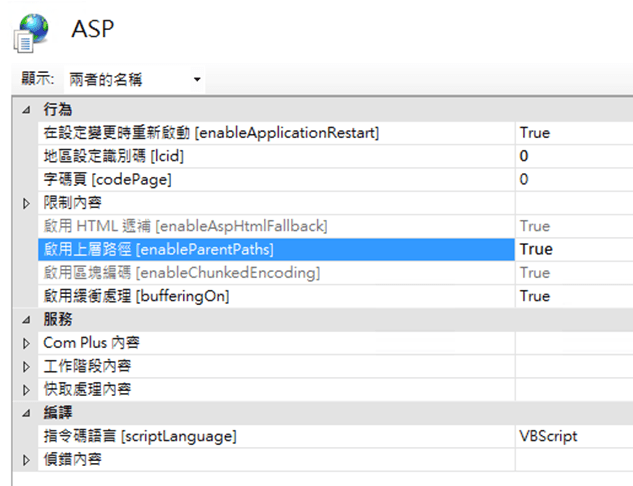 ASP
顯示: 兩者的名稱
行為
在設定變更時重新啟動 [enableApplicationRestart] True
地區設定識別碼 [lcid] 0
字碼頁 [codePage] 0
限制內容
啟用 HTML 遞補 [enableAspHtmlFallback] True
啟用上層路徑 [enableParentPaths] True
啟用區塊編碼 [enableChunkedEncoding] True
啟用緩衝處理 [bufferingOn] True
服務
Com Plus 內容
工作階段內容
快取處理內容
編譯
指令碼語言 [scriptLanguage] VBScript
偵錯內容